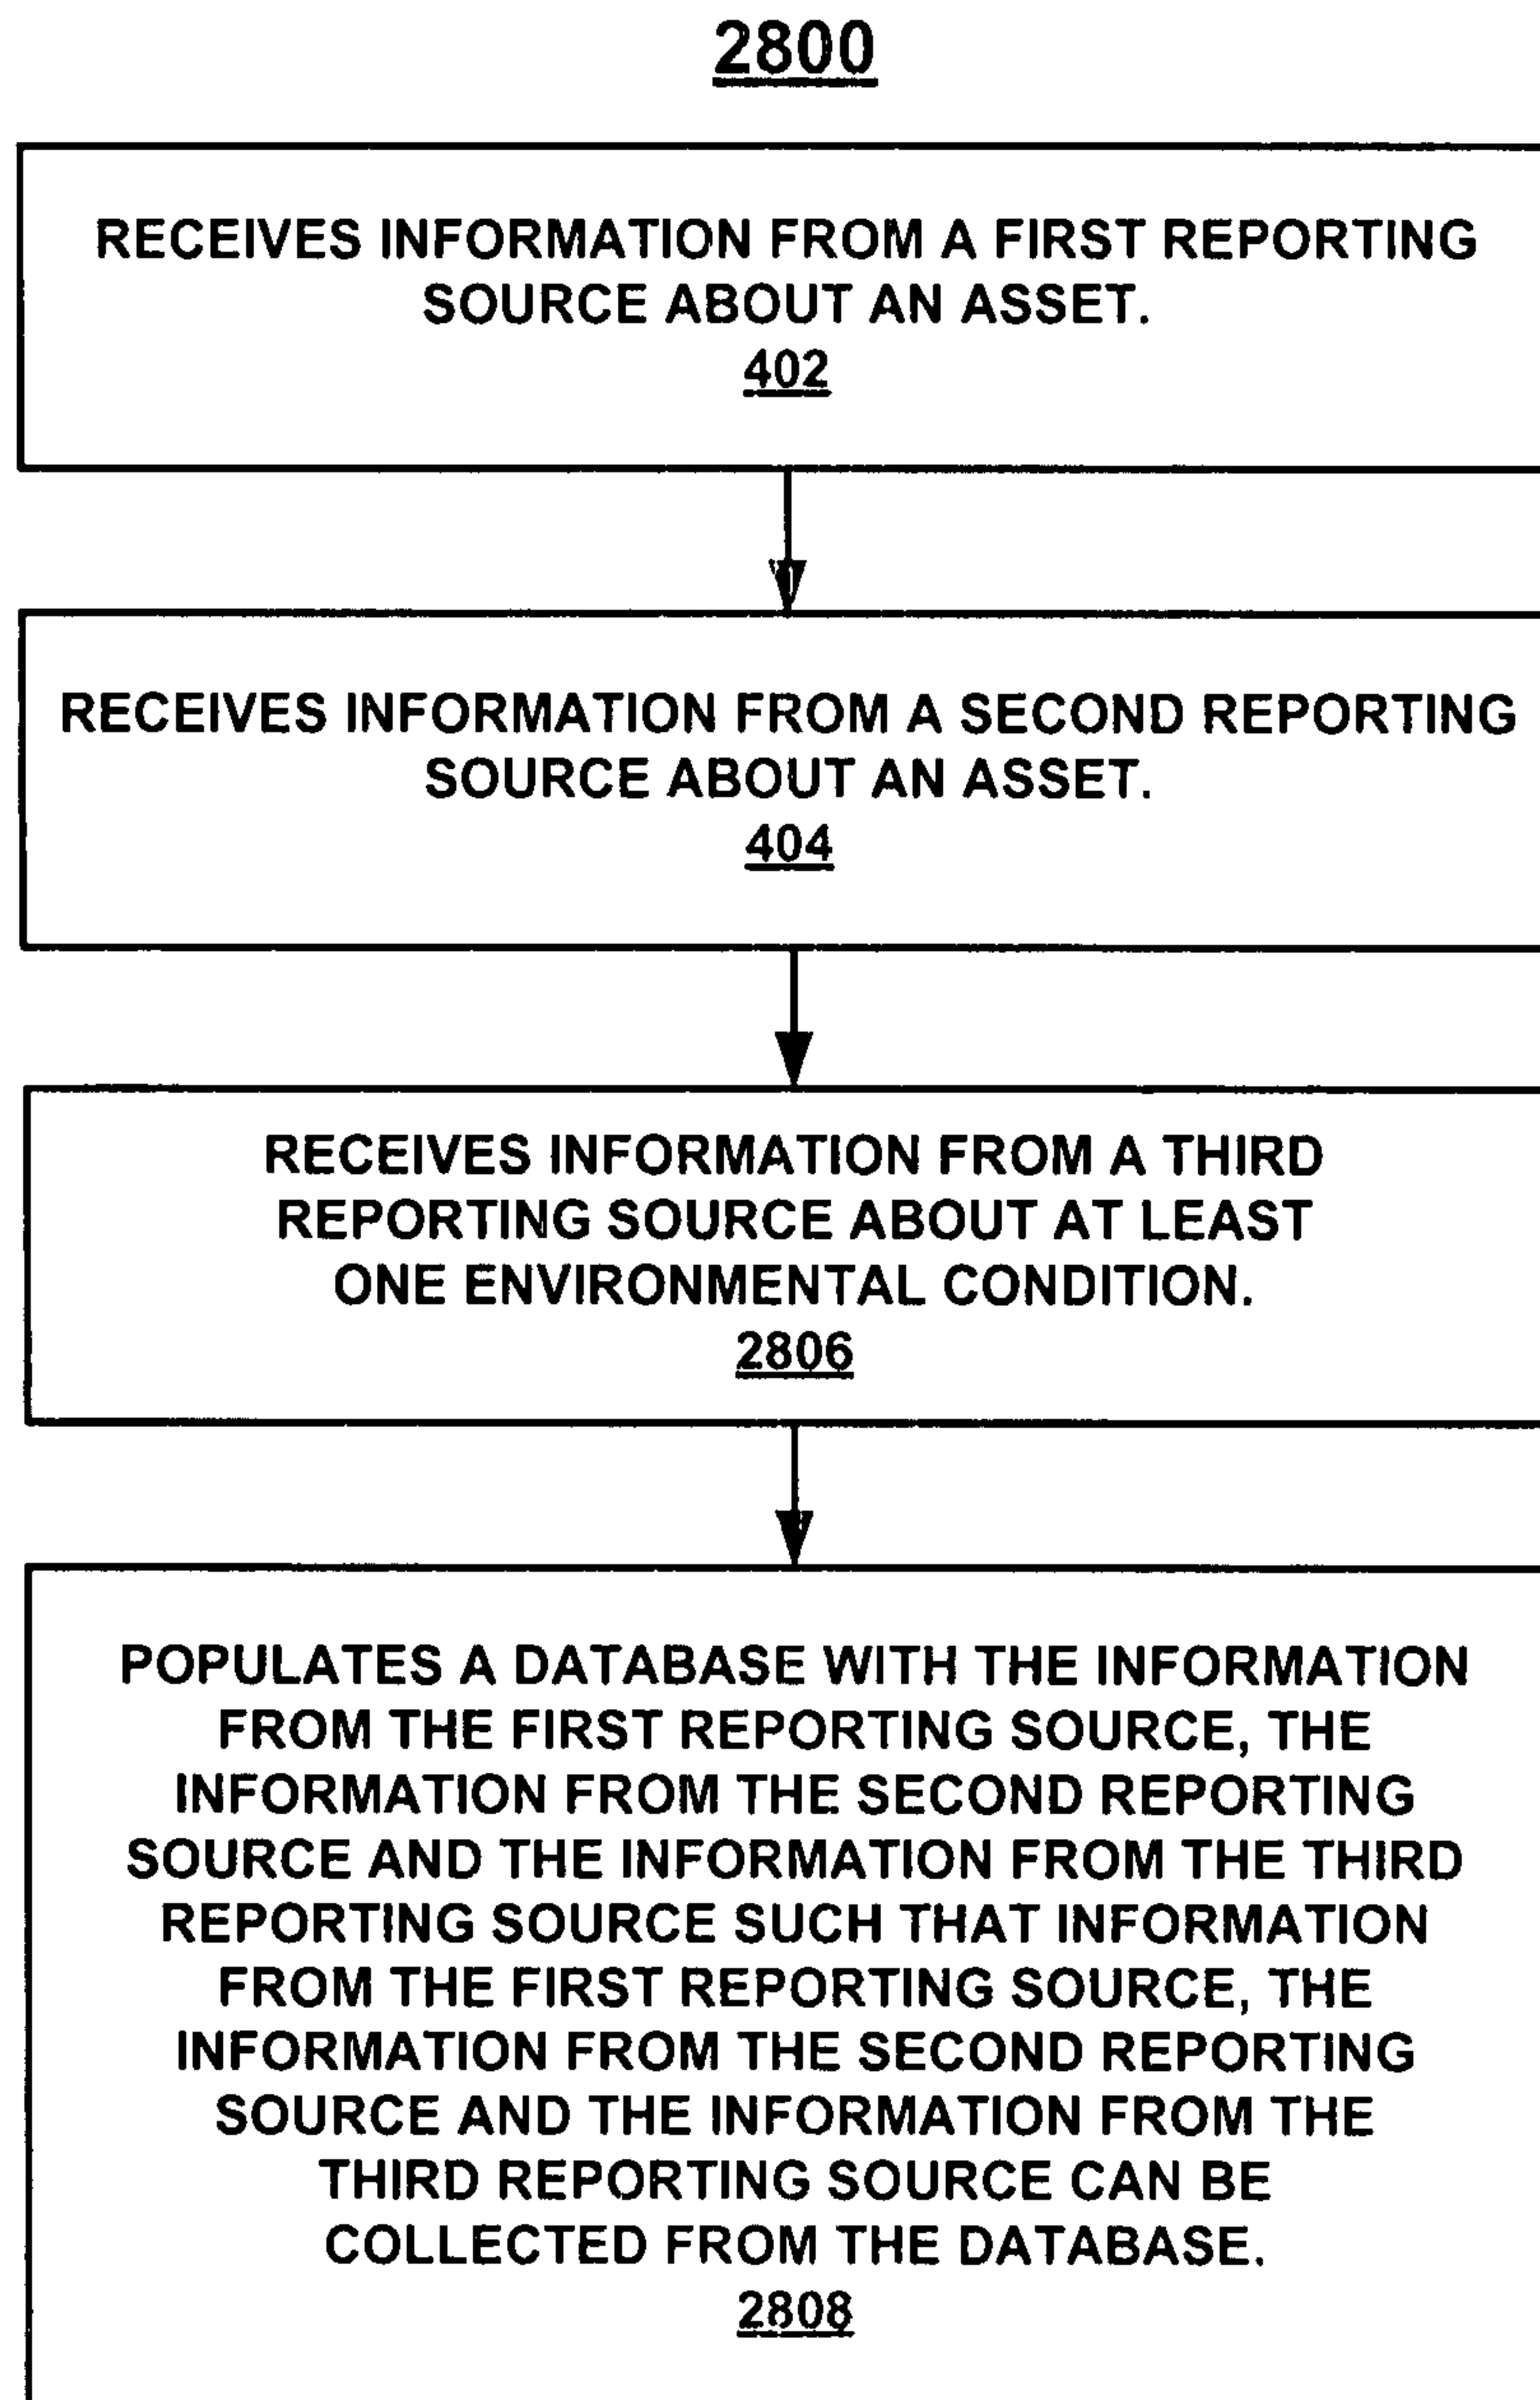 2800
RECEIVES INFORMATION FROM A FIRST REPORTING
SOURCE ABOUT AN ASSET.
402
RECEIVES INFORMATION FROM A SECOND REPORTING
SOURCE ABOUT AN ASSET.
404
RECEIVES INFORMATION FROM A THIRD
REPORTING SOURCE ABOUT AT LEAST
ONE ENVIRONMENTAL CONDITION.
2806
POPULATES A DATABASE WITH THE INFORMATION
FROM THE FIRST REPORTING SOURCE, THE
INFORMATION FROM THE SECOND REPORTING
SOURCE AND THE INFORMATION FROM THE THIRD
REPORTING SOURCE SUCH THAT INFORMATION
FROM THE FIRST REPORTING SOURCE, THE
INFORMATION FROM THE SECOND REPORTING
SOURCE AND THE INFORMATION FROM THE
THIRD REPORTING SOURCE CAN BE
COLLECTED FROM THE DATABASE.
2808